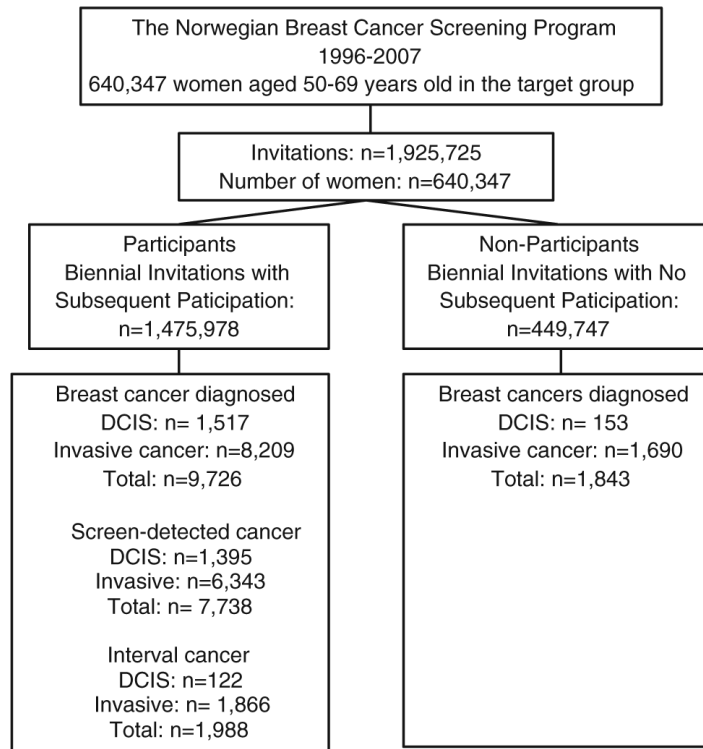 The Norwegian Breast Cancer Screening Program
1996-2007
640,347 women aged 50-69 years old in the target group
Invitations: n=1,925,725
Number of women: n=640,347
Participants
Biennial Invitations with
Subsequent Paticipation:
n=1,475,978
Non-Participants
Biennial Invitations with No
Subsequent Paticipation:
n=449,747
Breast cancer diagnosed
DCIS: n= 1,517
Invasive cancer: n=8,209
Total: n=9,726
Screen-detected cancer
DCIS: n=1,395
Invasive: n=6,343
Total: n= 7,738
Interval cancer
DCIS: n=122
Invasive: n= 1,866
Total: n=1,988
Breast cancers diagnosed
DCIS: n= 153
Invasive cancer: n=1,690
Total: n=1,843